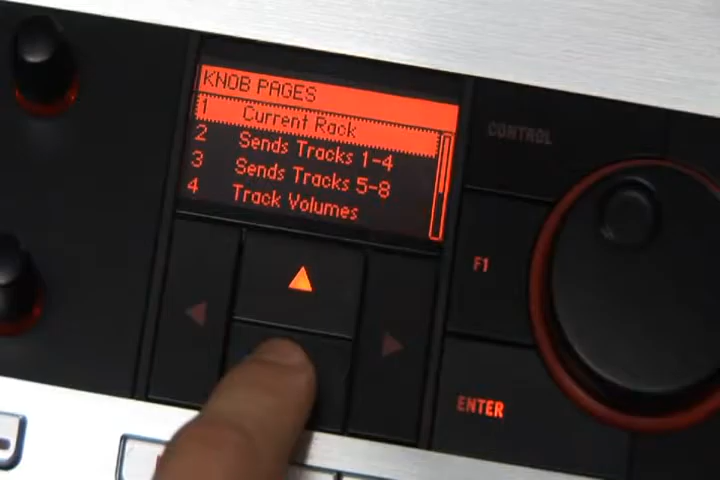 KNOB PAGES
1 Current Rack
2 Sends Tracks 1-4
3 Sends Tracks 5-8
4 Track Volumes
CONTROL
F1
ENTER